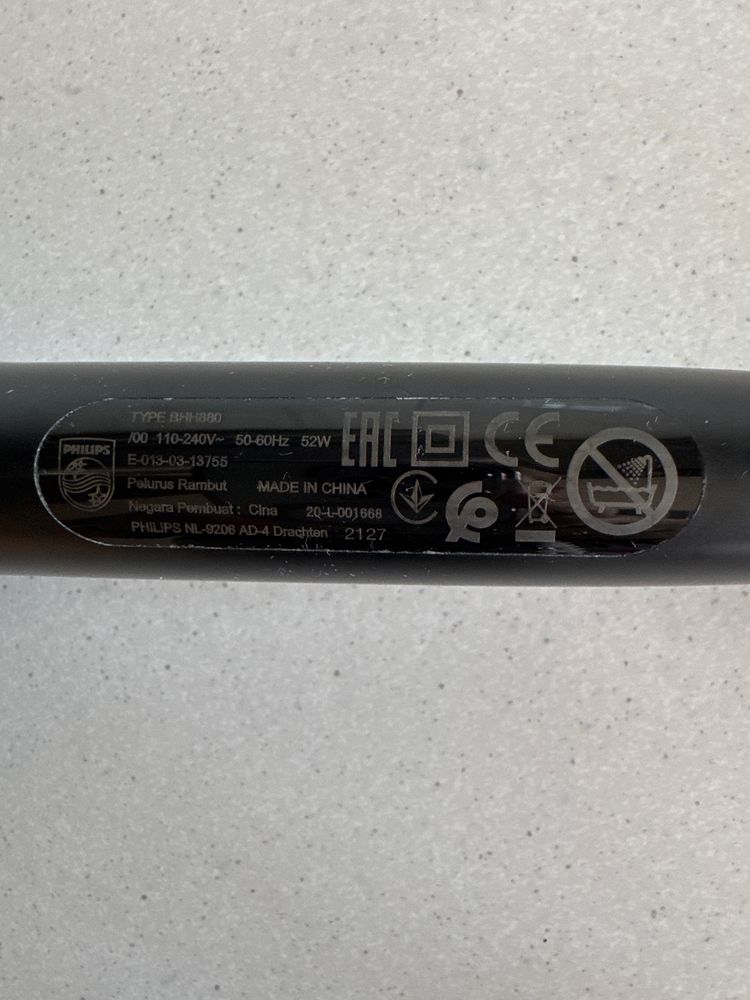 PHILIPS
TYPE BHH880
/00 110-240V~ 50-60Hz 52W
E-013-03-13755
Pelurus Rambut MADE IN CHINA
Negara Pembuat : Cina 2Q-L-001668
PHILIPS NL-9206 AD-4 Drachten 2127
EAC CE